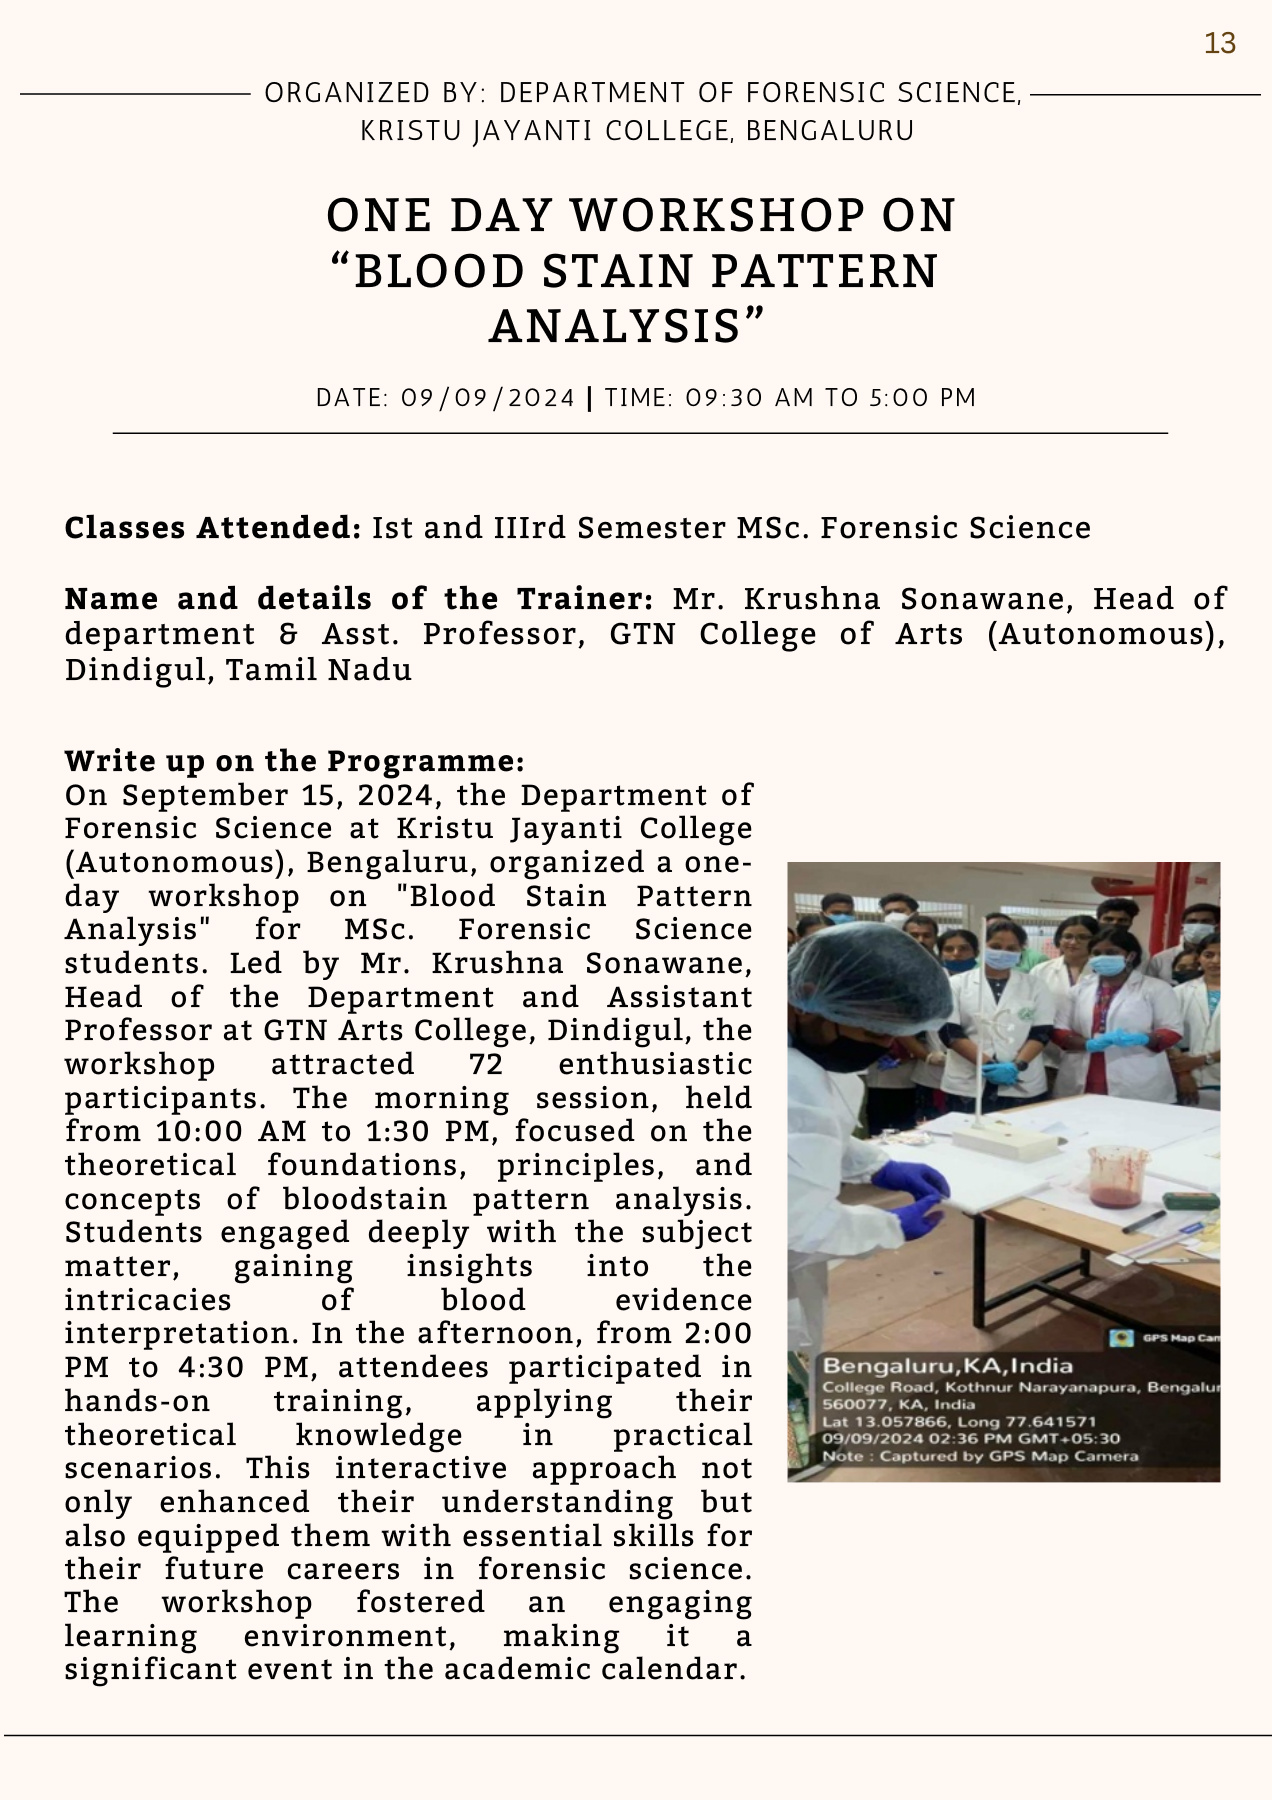 13
ORGANIZED BY: DEPARTMENT OF FORENSIC SCIENCE,
KRISTU JAYANTI COLLEGE, BENGALURU
ONE DAY WORKSHOP ON
“BLOOD STAIN PATTERN
ANALYSIS”
DATE: 09/09/2024 | TIME: 09:30 AM TO 5:00 PM
Classes Attended: Ist and IIIrd Semester MSc. Forensic Science
Name and details of the Trainer: Mr. Krushna Sonawane, Head of
department & Asst. Professor, GTN College of Arts (Autonomous),
Dindigul, Tamil Nadu
Write up on the Programme:
On September 15, 2024, the Department of
Forensic Science at Kristu Jayanti College
(Autonomous), Bengaluru, organized a one-
day workshop on "Blood Stain Pattern
Analysis" for MSc. Forensic Science
students. Led by Mr. Krushna Sonawane,
Head of the Department and Assistant
Professor at GTN Arts College, Dindigul, the
workshop attracted 72 enthusiastic
participants. The morning session, held
from 10:00 AM to 1:30 PM, focused on the
theoretical foundations, principles, and
concepts of bloodstain pattern analysis.
Students engaged deeply with the subject
matter, gaining insights into the
intricacies of blood evidence
interpretation. In the afternoon, from 2:00
PM to 4:30 PM, attendees participated in
hands-on training, applying their
theoretical knowledge in practical
scenarios. This interactive approach not
only enhanced their understanding but
also equipped them with essential skills for
their future careers in forensic science.
The workshop fostered an engaging
learning environment, making it a
significant event in the academic calendar.
GPS Map Cam
Bengaluru,KA,India
College Road, Kothnur Narayanapura, Bengalur
560077, KA, India
Lat 13.057866, Long 77.641571
09/09/2024 02:36 PM GMT+05:30
Note : Captured by GPS Map Camera